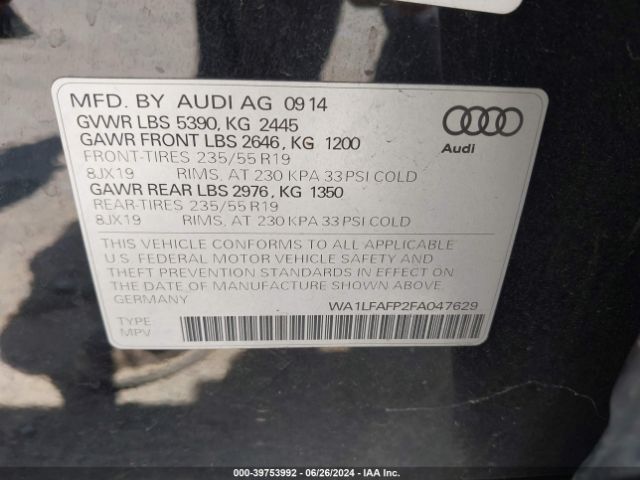 MFD. BY AUDI AG 09 14
GVWR LBS 5390, KG 2445
GAWR FRONT LBS 2646, KG 1200
FRONT-TIRES 235/55 R19
8JX19 RIMS, AT 230 KPA 33 PSI COLD
GAWR REAR LBS 2976, KG 1350
REAR-TIRES 235/55 R19
8JX19 RIMS, AT 230 KPA 33 PSI COLD
Audi
THIS VEHICLE CONFORMS TO ALL APPLICABLE
U.S. FEDERAL MOTOR VEHICLE SAFETY AND
THEFT PREVENTION STANDARDS IN EFFECT ON
THE DATE OF MANUFACTURE SHOWN ABOVE.
GERMANY
WA1LFAFP2FA047629
TYPE
MPV
000-39753992 - 06/26/2024 - IAA Inc.